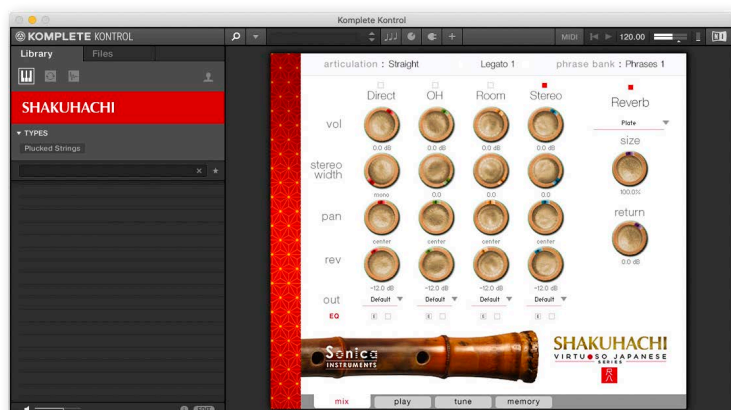 Komplete Kontrol
KOMPLETE KONTROL
MIDI 120.00
Library Files
SHAKUHACHI
TYPES
Plucked Strings
articulation : Straight Legato 1 phrase bank : Phrases 1
Direct OH Room Stereo Reverb
vol Plate
0.0 dB 0.0 dB 0.0 dB 0.0 dB size
stereo
width
mono 0.0 0.0 0.0 100.0%
pan return
center center center center
rev 0.0 dB
-12.0 dB -12.0 dB -12.0 dB -12.0 dB
out Default Default Default Default
EQ E E E E
Sonica
INSTRUMENTS
SHAKUHACHI
VIRTUOSO JAPANESE
SERIES
尺八
mix play tune memory
EDIT